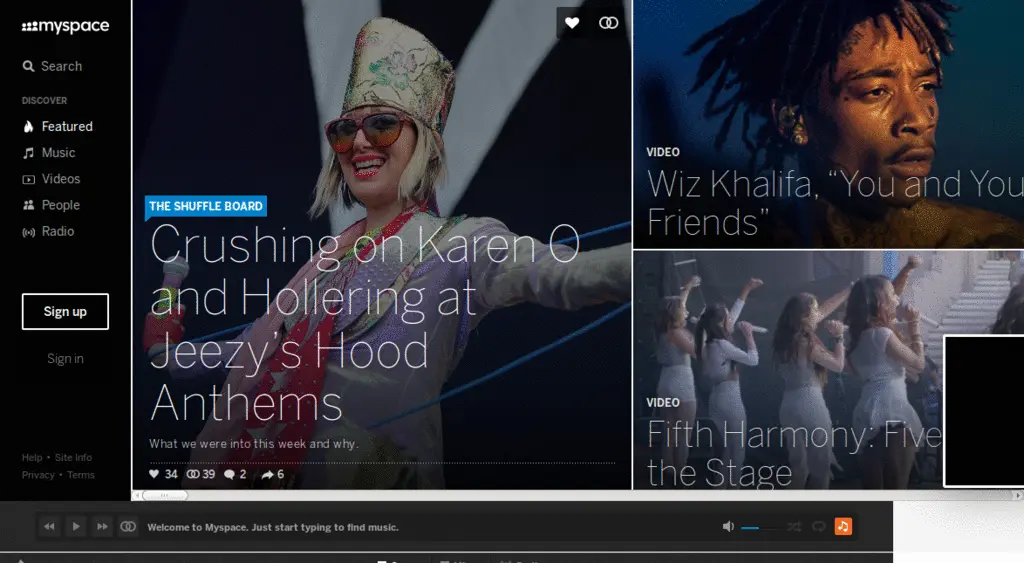 myspace
Search
DISCOVER
Featured
Music
Videos
People
Radio
Sign up
Sign in
Help • Site Info
Privacy • Terms
THE SHUFFLE BOARD
Crushing on Karen O
and Hollering at
Jeezy's Hood
Anthems
What we were into this week and why.
34 39 2 6
VIDEO
Wiz Khalifa, “You and You
Friends”
VIDEO
Fifth Harmony: Five
the Stage
Welcome to Myspace. Just start typing to find music.